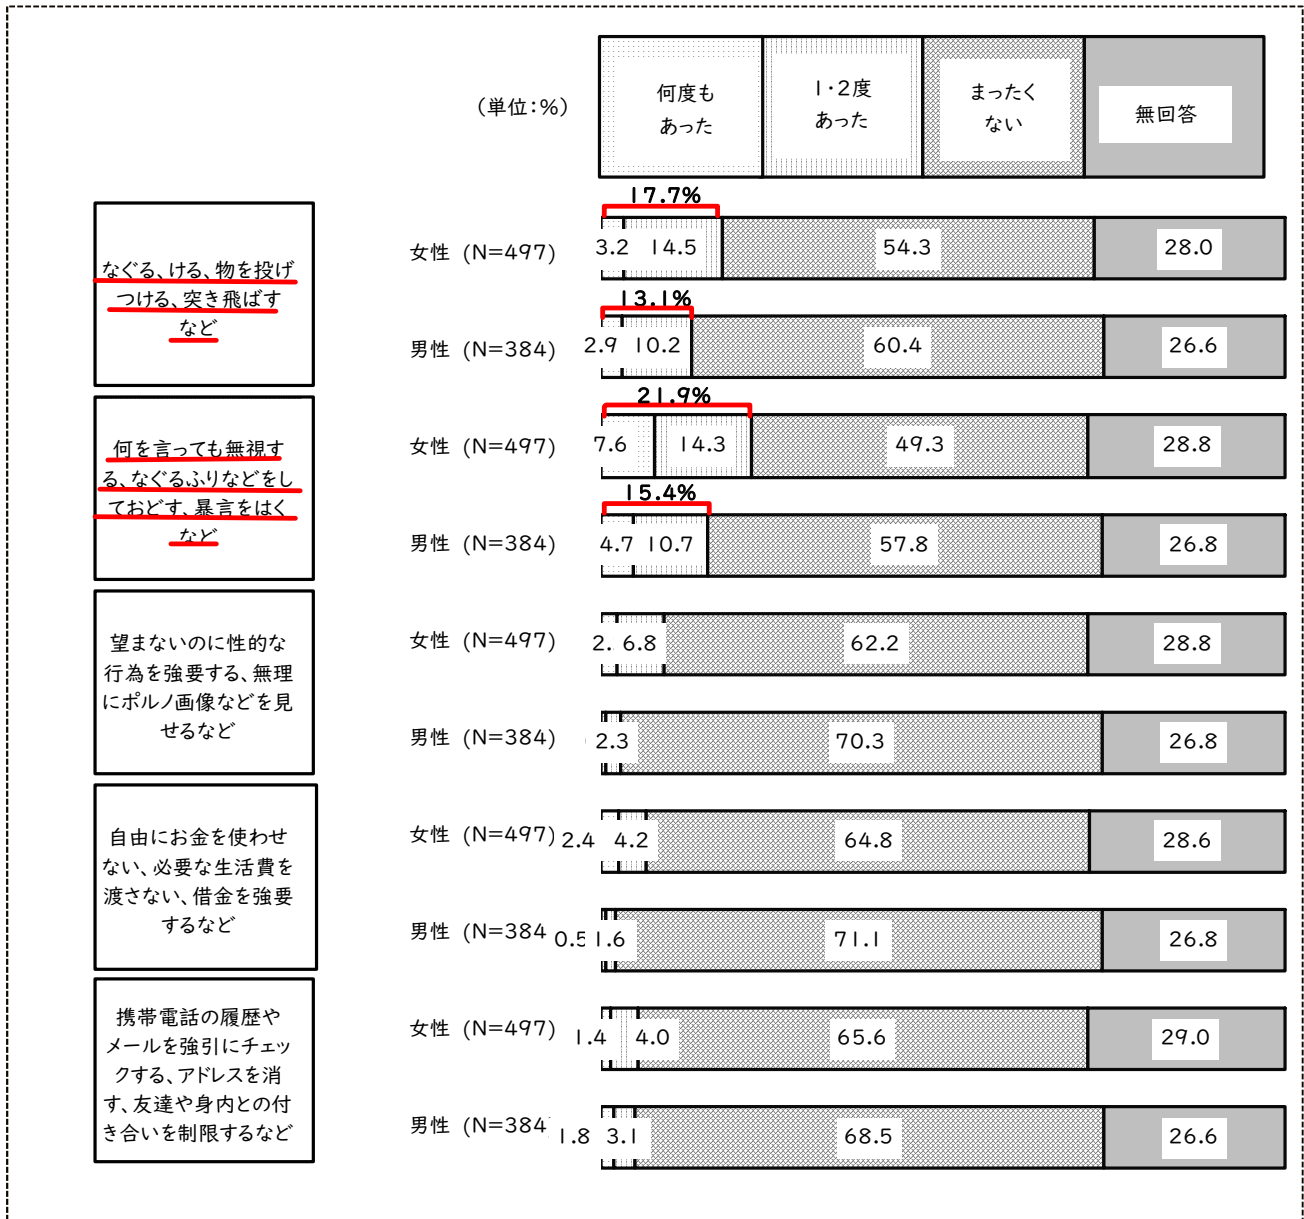 (単位:%)
何度も
あった
1・2度
あった
まったく
ない
無回答
なぐる、ける、物を投げ
つける、突き飛ばす
など
17.7%
女性 (N=497)
3.2 14.5 54.3 28.0
13.1%
男性 (N=384)
2.9 10.2 60.4 26.6
何を言っても無視す
る、なぐるふりなどをし
ておどす、暴言をはく
など
21.9%
女性 (N=497)
7.6 14.3 49.3 28.8
15.4%
男性 (N=384)
4.7 10.7 57.8 26.8
望まないのに性的な
行為を強要する、無理
にポルノ画像などを見
せるなど
女性 (N=497)
2. 6.8 62.2 28.8
男性 (N=384)
2.3 70.3 26.8
自由にお金を使わせ
ない、必要な生活費を
渡さない、借金を強要
するなど
女性 (N=497)
2.4 4.2 64.8 28.6
男性 (N=384
0.5 1.6 71.1 26.8
携帯電話の履歴や
メールを強引にチェッ
クする、アドレスを消
す、友達や身内との付
き合いを制限するなど
女性 (N=497)
1.4 4.0 65.6 29.0
男性 (N=384)
1.8 3.1 68.5 26.6